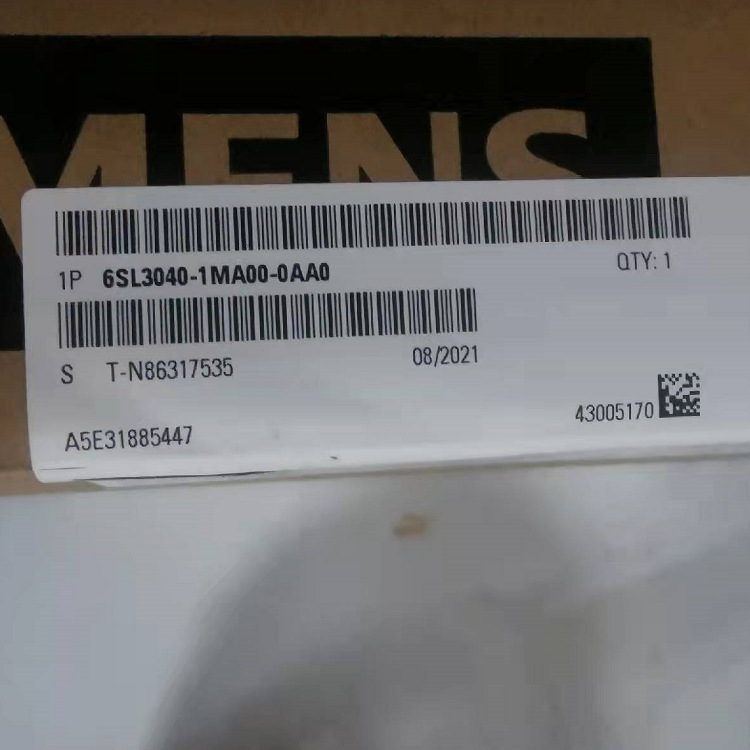 MENS
1P 6SL3040-1MA00-0AA0 QTY: 1
S T-N86317535 08/2021
43005170
A5E31885447